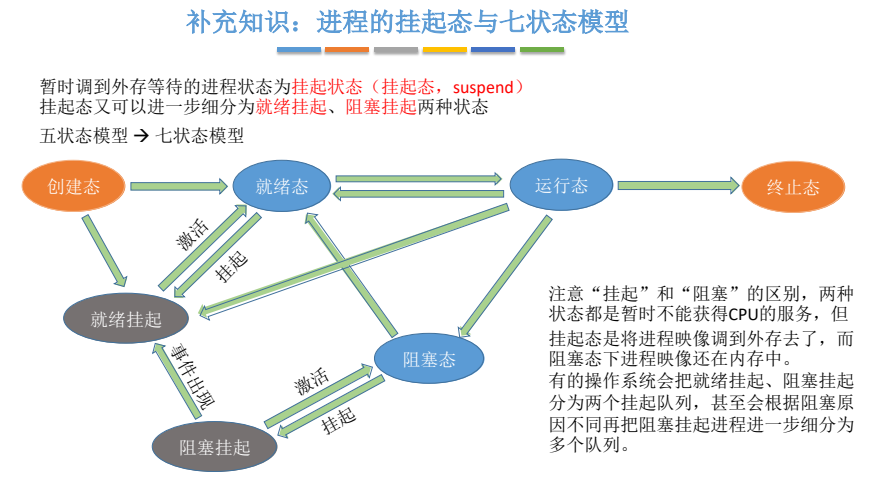 补充知识：进程的挂起态与七状态模型
暂时调到外存等待的进程状态为挂起状态（挂起态，suspend）
挂起态又可以进一步细分为就绪挂起、阻塞挂起两种状态
五状态模型 → 七状态模型
创建态
就绪态
运行态
终止态
激活
挂起
就绪挂起
阻塞态
事件出现
激活
挂起
阻塞挂起
注意“挂起”和“阻塞”的区别，两种
状态都是暂时不能获得CPU的服务，但
挂起态是将进程映像调到外存去了，而
阻塞态下进程映像还在内存中。
有的操作系统会把就绪挂起、阻塞挂起
分为两个挂起队列，甚至会根据阻塞原
因不同再把阻塞挂起进程进一步细分为
多个队列。